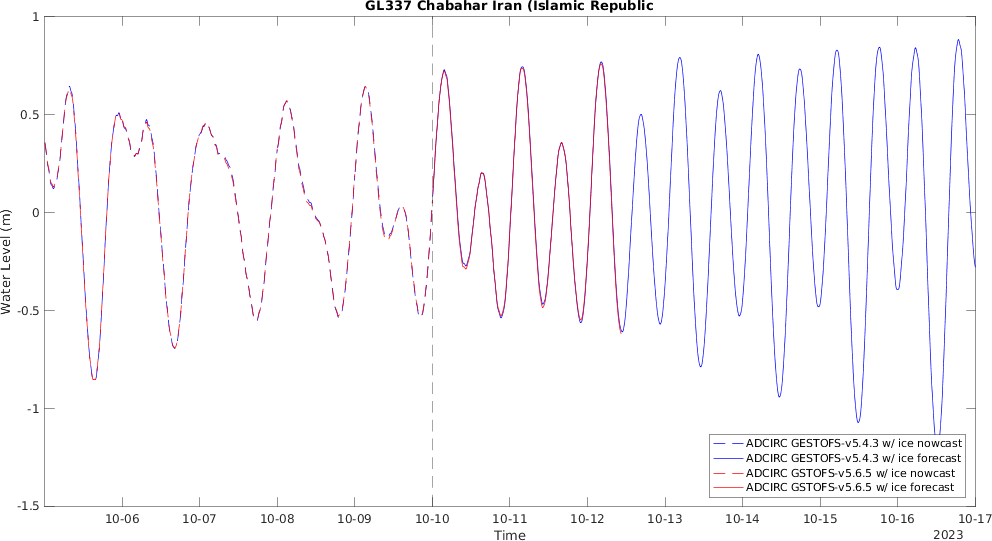 GL337 Chabahar Iran (Islamic Republic
1
0.5
0
-0.5
-1
-1.5
Water Level (m)
10-06 10-07 10-08 10-09 10-10 10-11 10-12 10-13 10-14 10-15 10-16 10-17
Time
2023
ADCIRC GESTOFS-v5.4.3 w/ ice nowcast
ADCIRC GESTOFS-v5.4.3 w/ ice forecast
ADCIRC GSTOFS-v5.6.5 w/ ice nowcast
ADCIRC GSTOFS-v5.6.5 w/ ice forecast